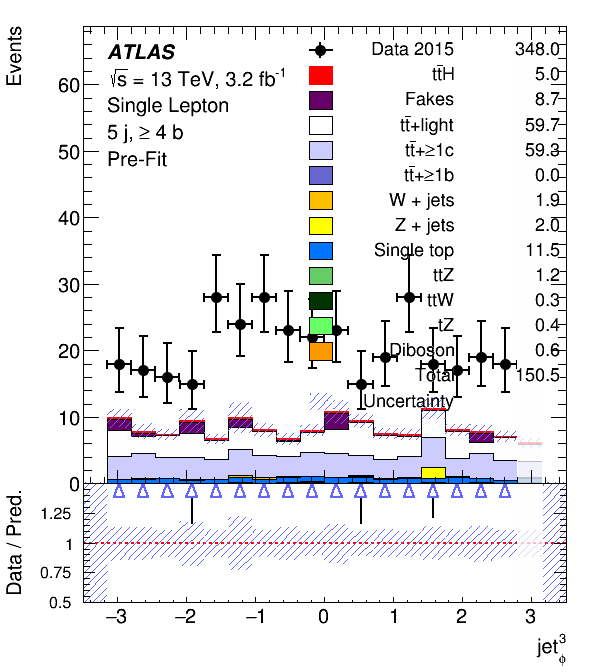 Events
ATLAS
√s = 13 TeV, 3.2 fb⁻¹
Single Lepton
5 j, ≥ 4 b
Pre-Fit
Data 2015 348.0
tt̄H 5.0
Fakes 8.7
tt̄+light 59.7
tt̄+≥1c 59.3
tt̄+≥1b 0.0
W + jets 1.9
Z + jets 2.0
Single top 11.5
ttZ 1.2
ttW 0.3
tZ 0.4
Diboson 0.6
Total 150.5
Uncertainty
60
50
40
30
20
10
0
Data / Pred.
1.25
1
0.75
0.5
−3 −2 −1 0 1 2 3
jet³ᵩ